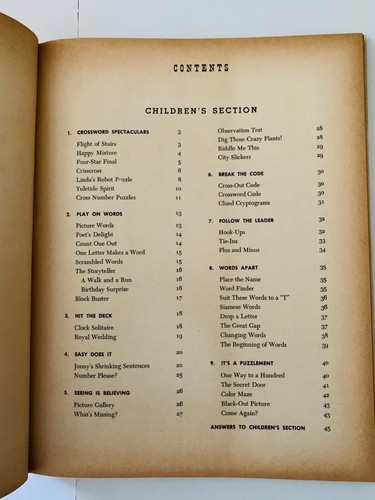 CONTENTS
CHILDREN'S SECTION
1. CROSSWORD SPECTACULARS 3
Flight of Stairs 3
Happy Mixture 4
Four-Star Final 5
Crisscross 6
Linda's Robot Puzzle 8
Yuletide Spirit 10
Cross Number Puzzles 11
2. PLAY ON WORDS 13
Picture Words 13
Poet's Delight 14
Count One Out 14
One Letter Makes a Word 15
Scrambled Words 15
The Storyteller 16
A Walk and a Run 16
Birthday Surprise 16
Block Buster 17
3. HIT THE DECK 18
Clock Solitaire 18
Royal Wedding 19
4. EASY DOES IT 20
Jonny's Shrinking Sentences 20
Number Please? 25
5. SEEING IS BELIEVING 26
Picture Gallery 26
What's Missing? 27
Observation Test 28
Dig Those Crazy Plants! 28
Riddle Me This 29
City Slickers 29
6. BREAK THE CODE 30
Cross-Out Code 30
Crossword Code 30
Clued Cryptograms 31
7. FOLLOW THE LEADER 32
Hook-Ups 32
Tie-Ins 33
Plus and Minus 34
8. WORDS APART 35
Place the Name 35
Word Finder 35
Suit These Words to a "T" 36
Siamese Words 36
Drop a Letter 37
The Great Gap 37
Changing Words 38
The Beginning of Words 39
9. IT'S A PUZZLEMENT 40
One Way to a Hundred 40
The Secret Door 41
Color Maze 42
Black-Out Picture 43
Come Again? 43
ANSWERS TO CHILDREN'S SECTION 45